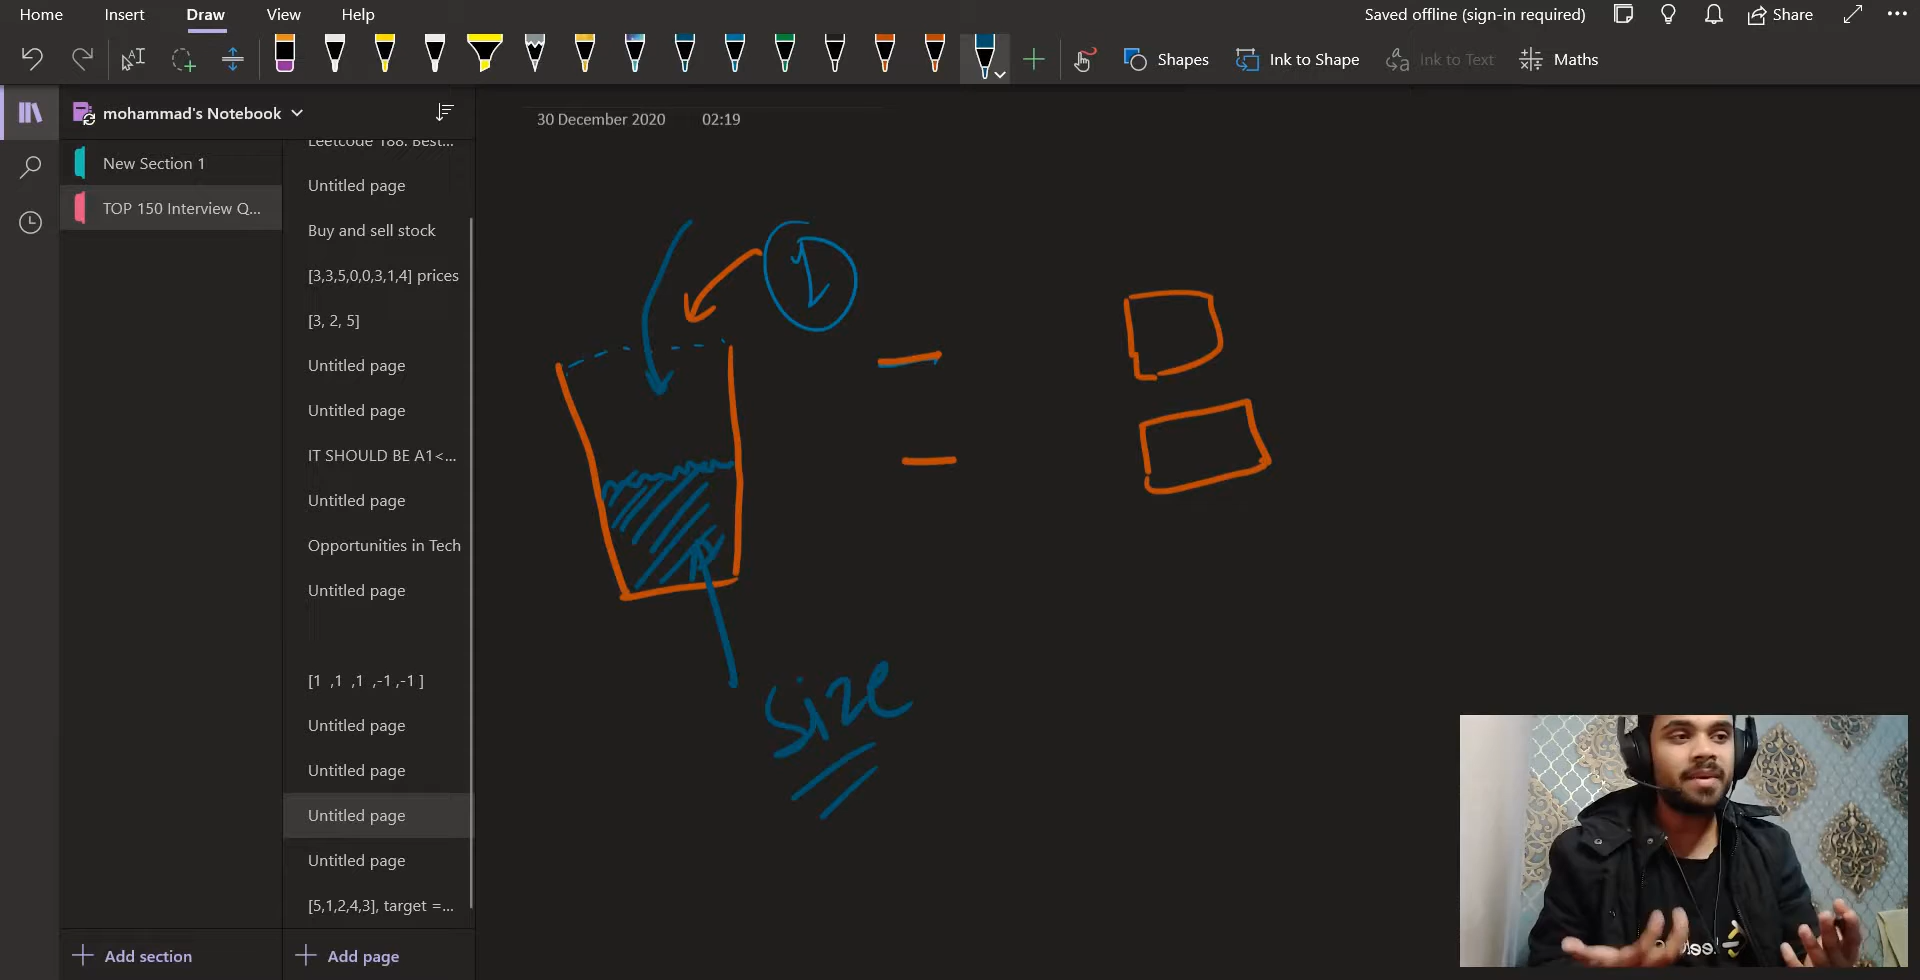 Home Insert Draw View Help
Saved offline (sign-in required) Share
Shapes Ink to Shape Ink to Text Maths
mohammad's Notebook
New Section 1
TOP 150 Interview Q...
Leetcode 188. Best...
Untitled page
Buy and sell stock
[3,3,5,0,0,3,1,4] prices
[3, 2, 5]
Untitled page
Untitled page
IT SHOULD BE A1<...
Untitled page
Opportunities in Tech
Untitled page
[1 ,1 ,1 ,-1 ,-1 ]
Untitled page
Untitled page
Untitled page
Untitled page
[5,1,2,4,3], target =...
Add section
Add page
30 December 2020 02:19
size